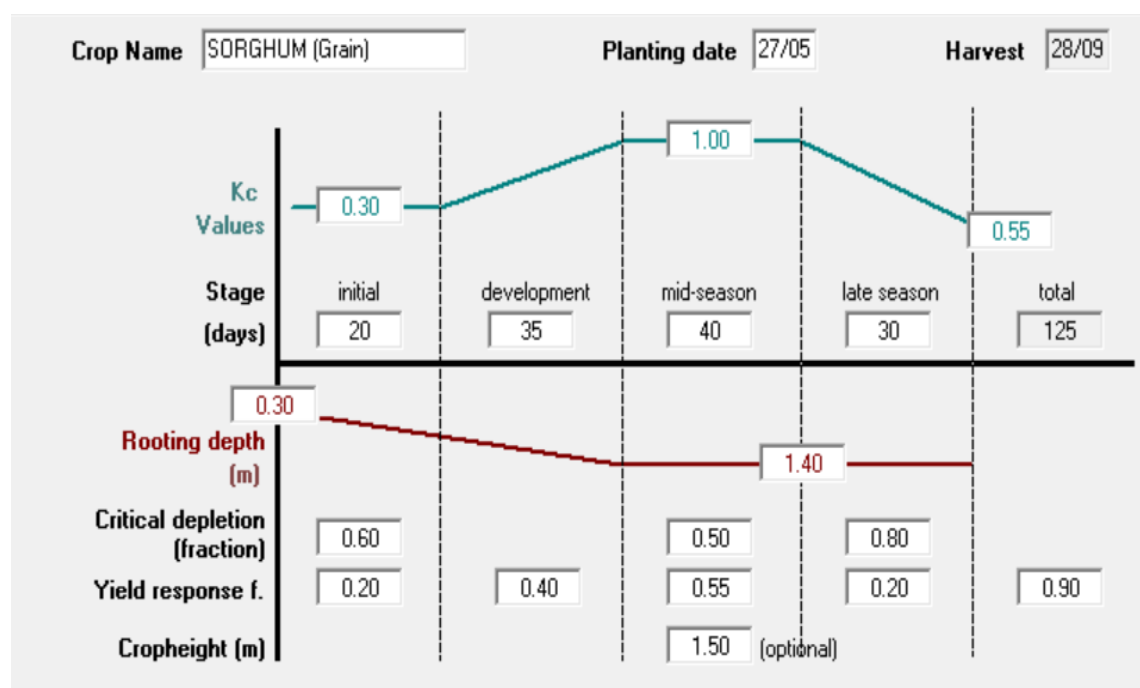 Crop Name SORGHUM (Grain) Planting date 27/05 Harvest 28/09
1.00
Kc
Values
0.30
0.55
Stage initial development mid-season late season total
(days) 20 35 40 30 125
0.30
Rooting depth
(m)
1.40
Critical depletion
(fraction)
0.60 0.50 0.80
Yield response f. 0.20 0.40 0.55 0.20 0.90
Cropheight (m) 1.50 (optional)